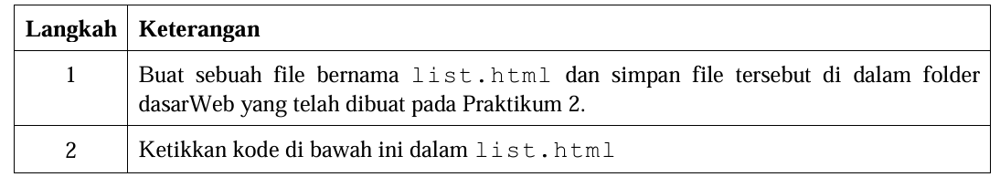 Langkah Keterangan
1 Buat sebuah file bernama list.html dan simpan file tersebut di dalam folder
dasarWeb yang telah dibuat pada Praktikum 2.
2 Ketikkan kode di bawah ini dalam list.html